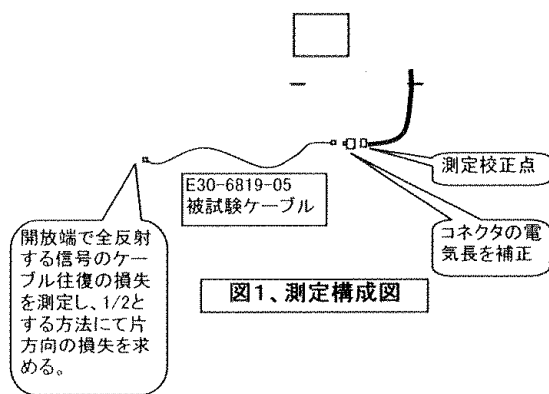 測定校正点
E30-6819-05
被試験ケーブル
コネクタの電
気長を補正
開放端で全反射
する信号のケー
ブル往復の損失
を測定し、1/2と
する方法にて片
方向の損失を求
める。
図1、測定構成図